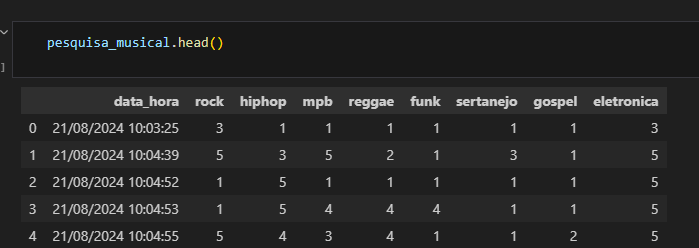 pesquisa_musical.head()
]
data_hora rock hiphop mpb reggae funk sertanejo gospel eletronica
0 21/08/2024 10:03:25 3 1 1 1 1 1 1 3
1 21/08/2024 10:04:39 5 3 5 2 1 3 1 5
2 21/08/2024 10:04:52 1 5 1 1 1 1 1 5
3 21/08/2024 10:04:53 1 5 4 4 4 1 1 5
4 21/08/2024 10:04:55 5 4 3 4 1 1 2 5